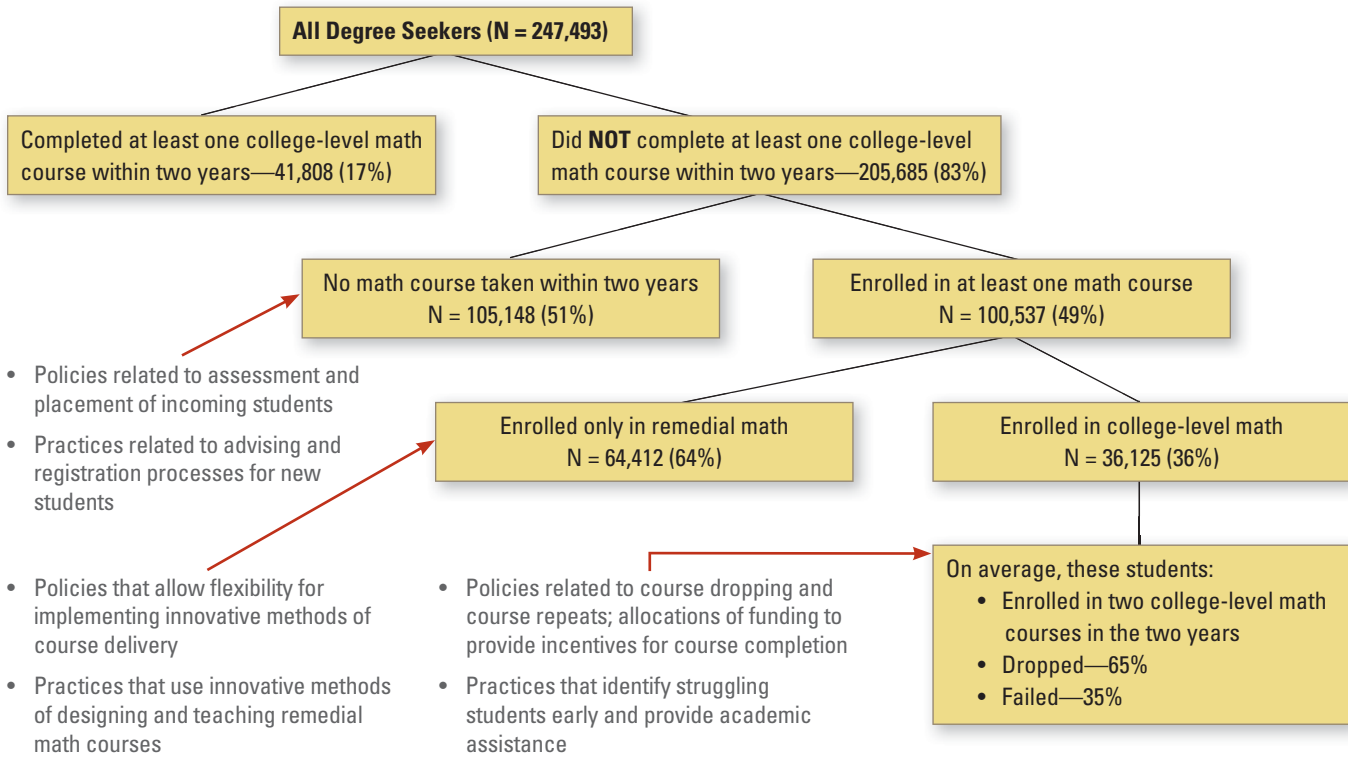 All Degree Seekers (N = 247,493)
Completed at least one college-level math
course within two years—41,808 (17%)
Did NOT complete at least one college-level
math course within two years—205,685 (83%)
No math course taken within two years
N = 105,148 (51%)
Enrolled in at least one math course
N = 100,537 (49%)
• Policies related to assessment and
placement of incoming students
• Practices related to advising and
registration processes for new
students
Enrolled only in remedial math
N = 64,412 (64%)
Enrolled in college-level math
N = 36,125 (36%)
• Policies that allow flexibility for
implementing innovative methods of
course delivery
• Practices that use innovative methods
of designing and teaching remedial
math courses
• Policies related to course dropping and
course repeats; allocations of funding to
provide incentives for course completion
• Practices that identify struggling
students early and provide academic
assistance
On average, these students:
• Enrolled in two college-level math
courses in the two years
• Dropped—65%
• Failed—35%